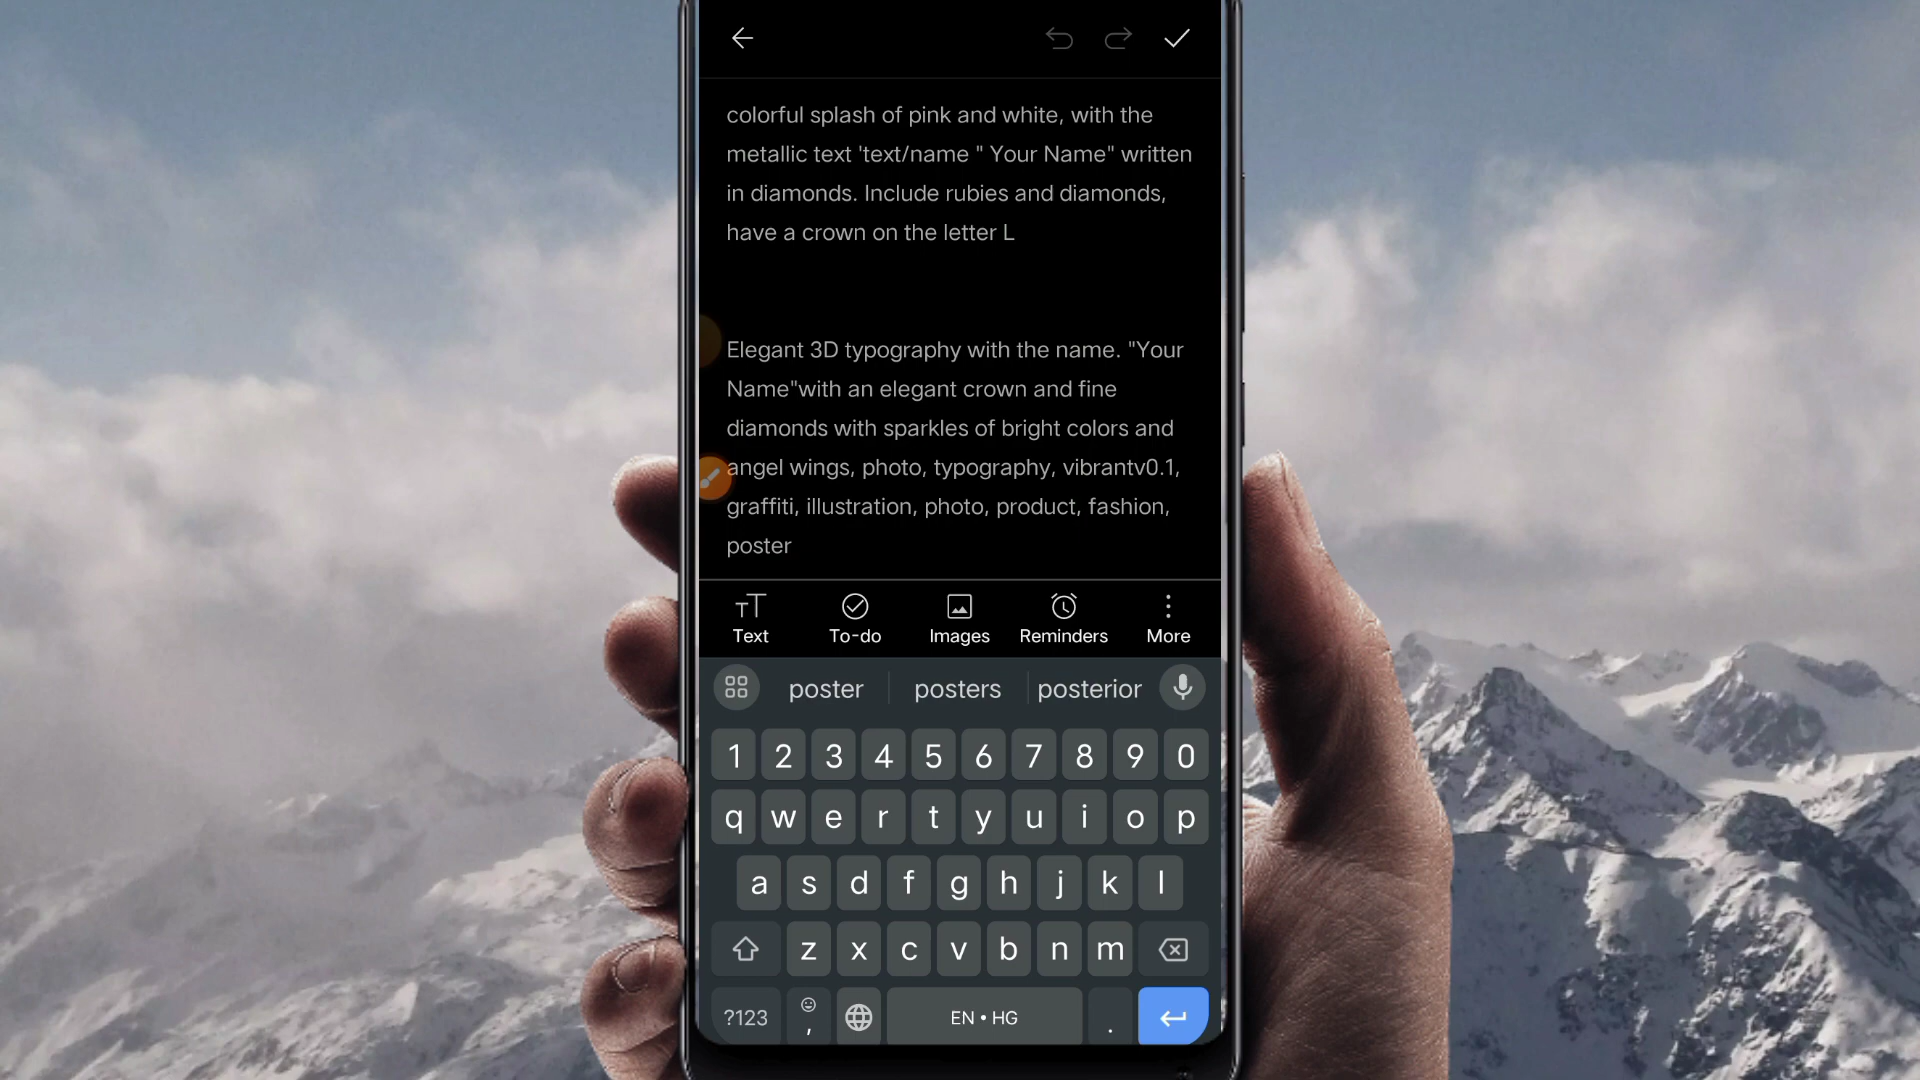 colorful splash of pink and white, with the
metallic text 'text/name " Your Name" written
in diamonds. Include rubies and diamonds,
have a crown on the letter L
Elegant 3D typography with the name. "Your
Name"with an elegant crown and fine
diamonds with sparkles of bright colors and
angel wings, photo, typography, vibrantv0.1,
graffiti, illustration, photo, product, fashion,
poster
Text To-do Images Reminders More
poster posters posterior
1 2 3 4 5 6 7 8 9 0
q w e r t y u i o p
a s d f g h j k l
z x c v b n m
?123 , EN • HG .